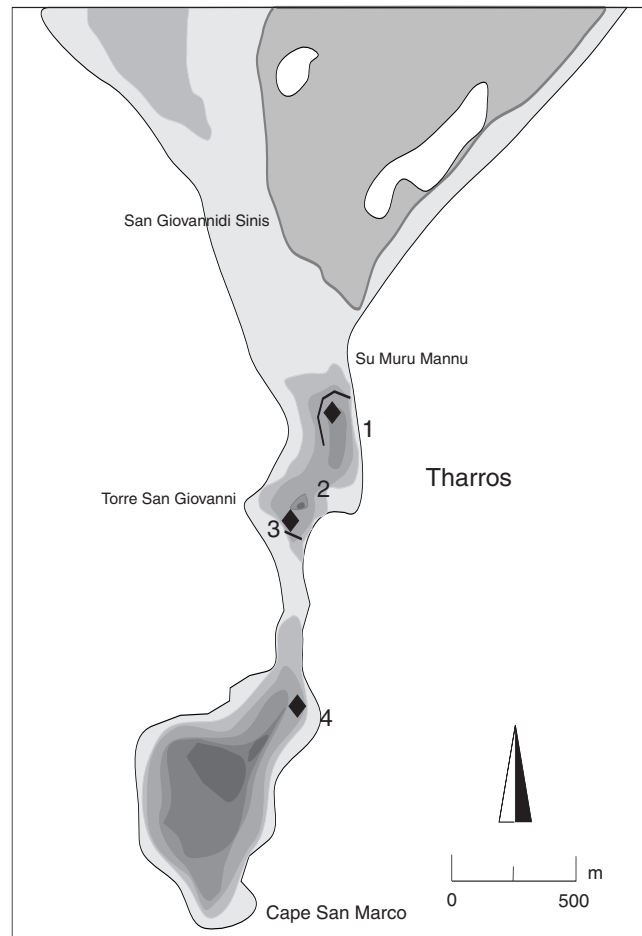 San Giovannidi Sinis
Su Muru Mannu
1
2
Tharros
Torre San Giovanni
3
4
m
0
500
Cape San Marco